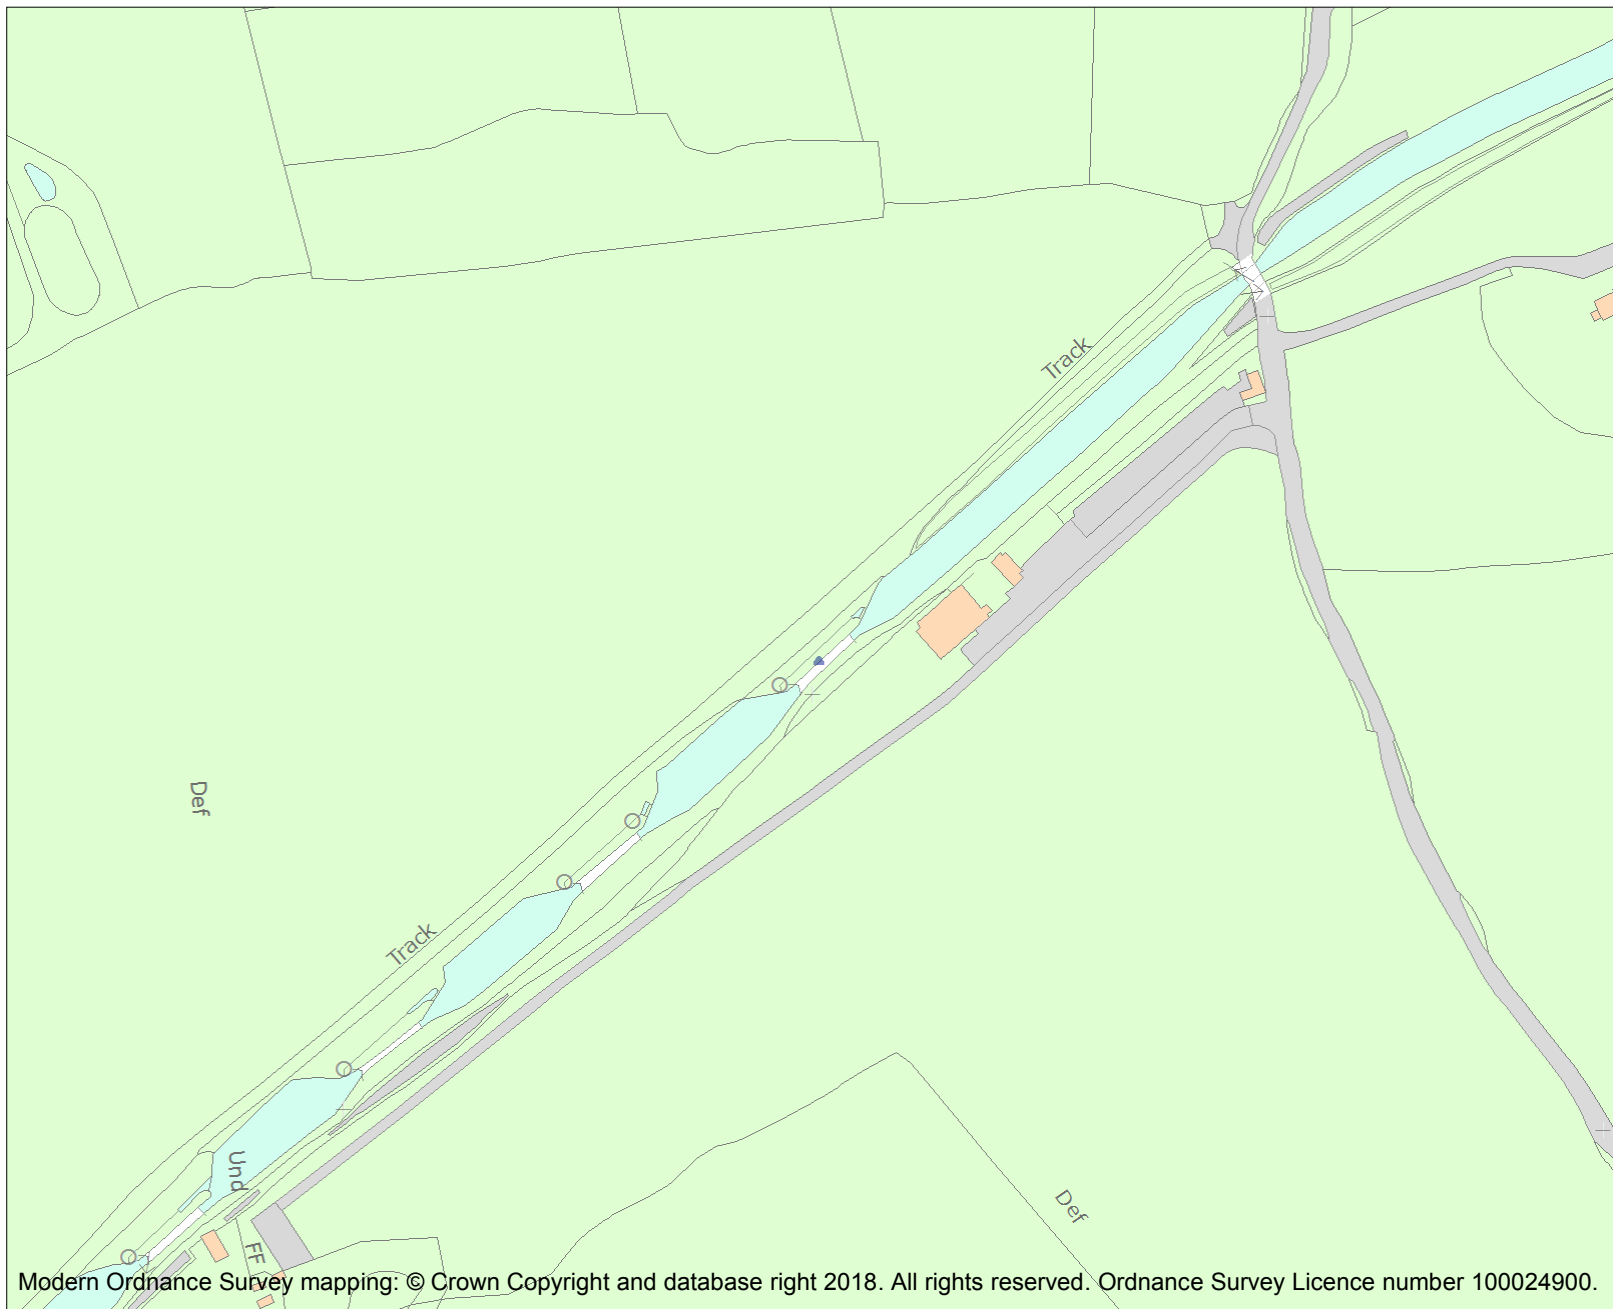 Track
Def
Track
Und
Def
FF
Modern Ordnance Survey mapping: © Crown Copyright and database right 2018. All rights reserved. Ordnance Survey Licence number 100024900.